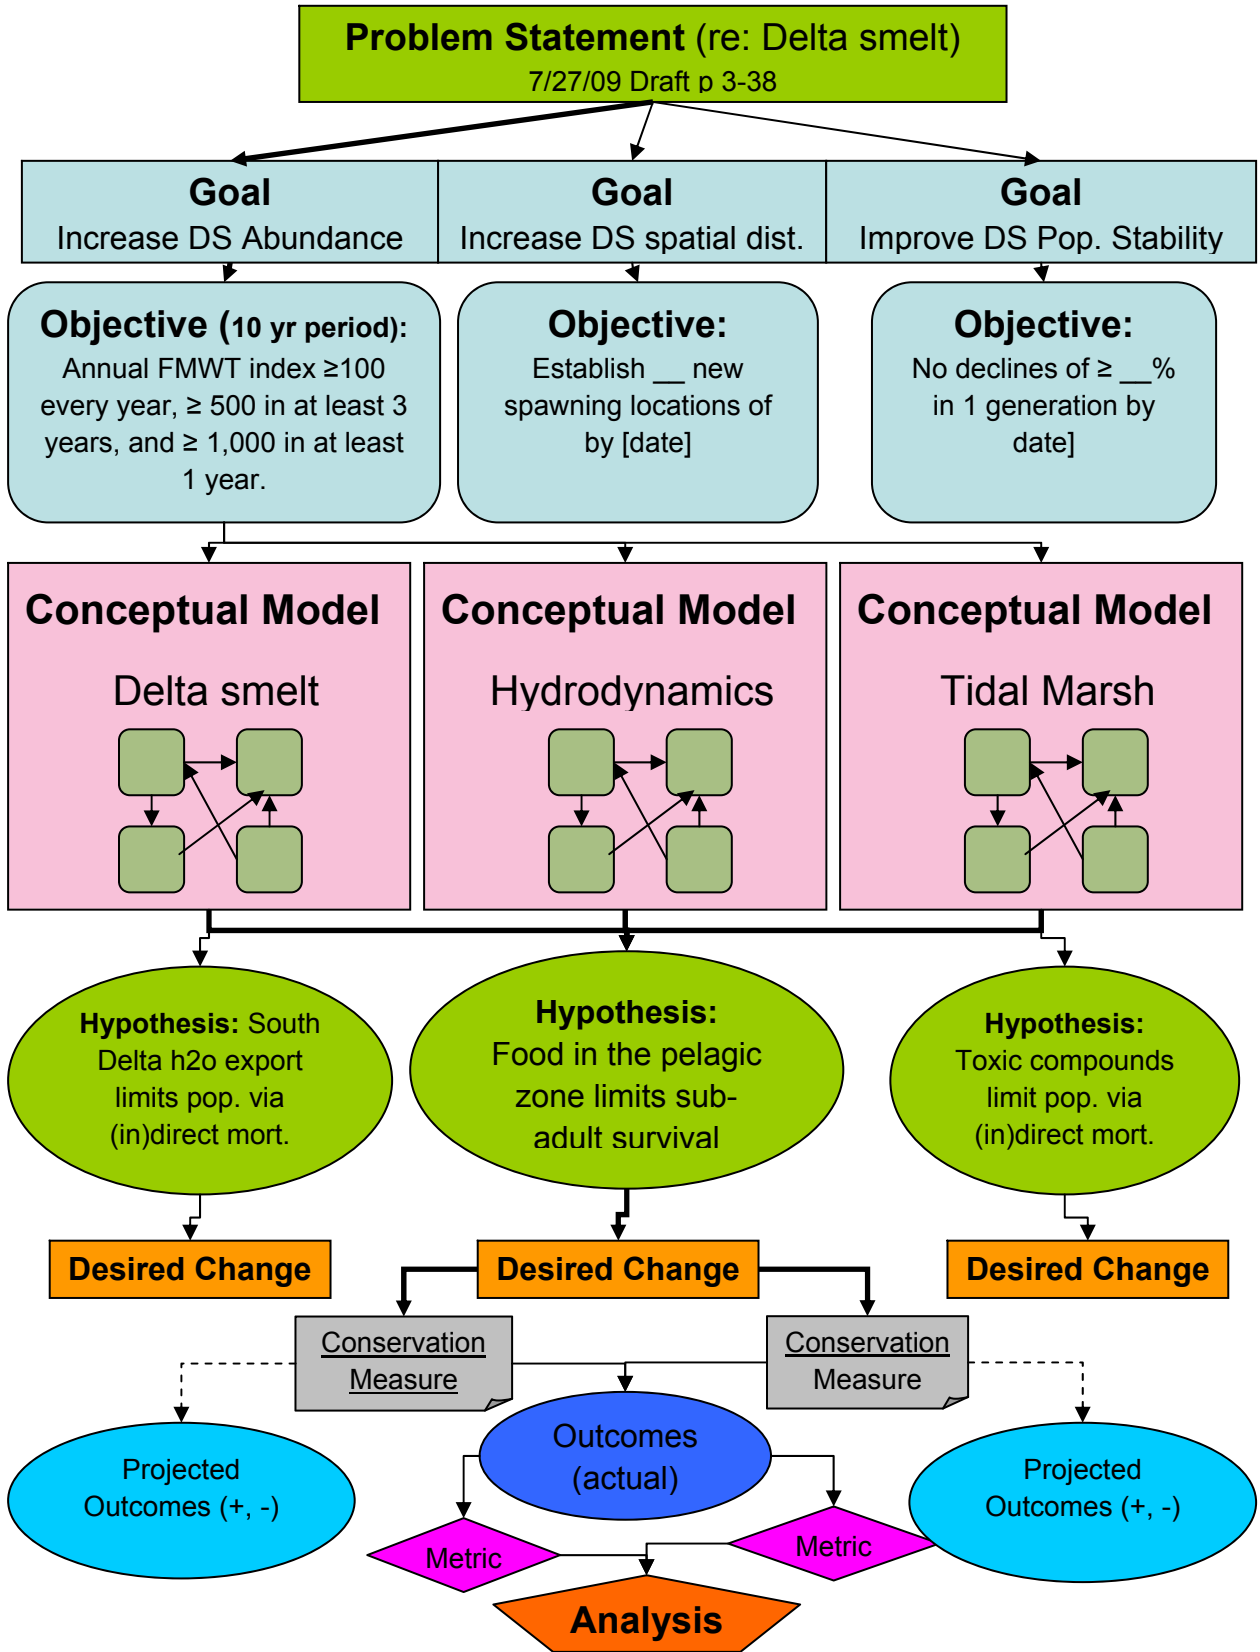 Problem Statement (re: Delta smelt)
7/27/09 Draft p 3-38
Goal
Increase DS Abundance
Goal
Increase DS spatial dist.
Goal
Improve DS Pop. Stability
Objective (10 yr period):
Annual FMWT index ≥100
every year, ≥ 500 in at least 3
years, and ≥ 1,000 in at least
1 year.
Objective:
Establish __ new
spawning locations of
by [date]
Objective:
No declines of ≥ __%
in 1 generation by
date]
Conceptual Model
Delta smelt
Conceptual Model
Hydrodynamics
Conceptual Model
Tidal Marsh
Hypothesis: South
Delta h2o export
limits pop. via
(in)direct mort.
Hypothesis:
Food in the pelagic
zone limits sub-
adult survival
Hypothesis:
Toxic compounds
limit pop. via
(in)direct mort.
Desired Change
Desired Change
Desired Change
Conservation
Measure
Conservation
Measure
Projected
Outcomes (+, -)
Outcomes
(actual)
Projected
Outcomes (+, -)
Metric
Metric
Analysis